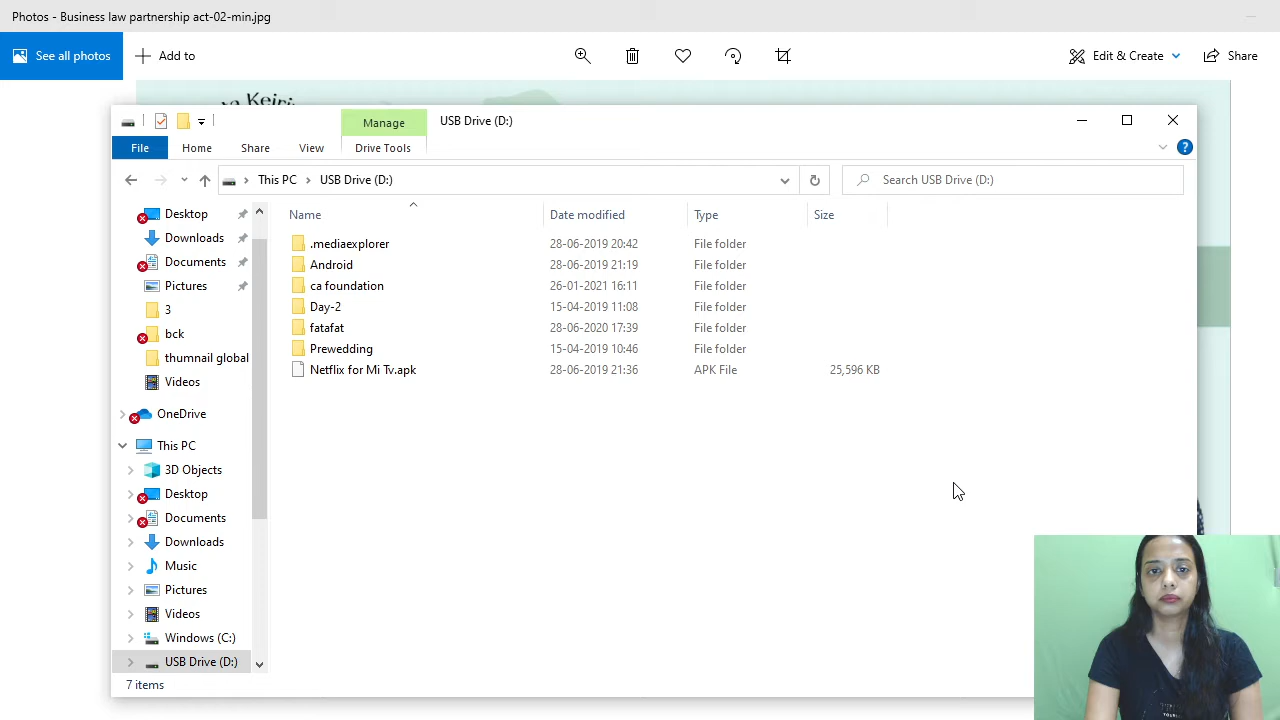 Photos - Business law partnership act-02-min.jpg
See all photos
Add to
Edit & Create
Share
Manage
USB Drive (D:)
File
Home
Share
View
Drive Tools
This PC
USB Drive (D:)
Search USB Drive (D:)
Name
Date modified
Type
Size
.mediaexplorer 28-06-2019 20:42 File folder
Android 28-06-2019 21:19 File folder
ca foundation 26-01-2021 16:11 File folder
Day-2 15-04-2019 11:08 File folder
fatafat 28-06-2020 17:39 File folder
Prewedding 15-04-2019 10:46 File folder
Netflix for Mi Tv.apk 28-06-2019 21:36 APK File 25,596 KB
Desktop
Downloads
Documents
Pictures
3
bck
thumnail global
Videos
OneDrive
This PC
3D Objects
Desktop
Documents
Downloads
Music
Pictures
Videos
Windows (C:)
USB Drive (D:)
7 items